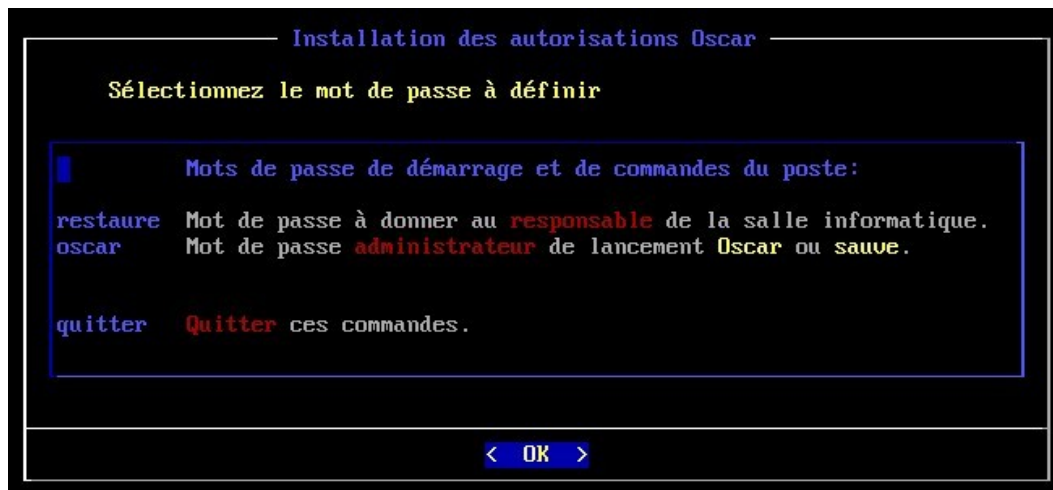 Installation des autorisations Oscar
Sélectionnez le mot de passe à définir
Mots de passe de démarrage et de commandes du poste:
restaure Mot de passe à donner au responsable de la salle informatique.
oscar Mot de passe administrateur de lancement Oscar ou sauve.
quitter Quitter ces commandes.
< OK >